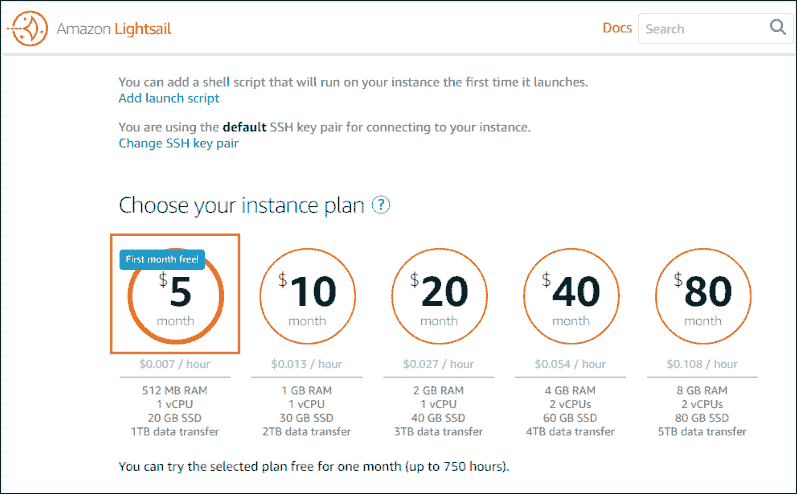 Amazon Lightsail
Docs
Search
You can add a shell script that will run on your instance the first time it launches.
Add launch script
You are using the default SSH key pair for connecting to your instance.
Change SSH key pair
Choose your instance plan ?
First month free!
$5
month
$0.007 / hour
512 MB RAM
1 vCPU
20 GB SSD
1TB data transfer
$10
month
$0.013 / hour
1 GB RAM
1 vCPU
30 GB SSD
2TB data transfer
$20
month
$0.027 / hour
2 GB RAM
1 vCPU
40 GB SSD
3TB data transfer
$40
month
$0.054 / hour
4 GB RAM
2 vCPUs
60 GB SSD
4TB data transfer
$80
month
$0.108 / hour
8 GB RAM
2 vCPUs
80 GB SSD
5TB data transfer
You can try the selected plan free for one month (up to 750 hours).